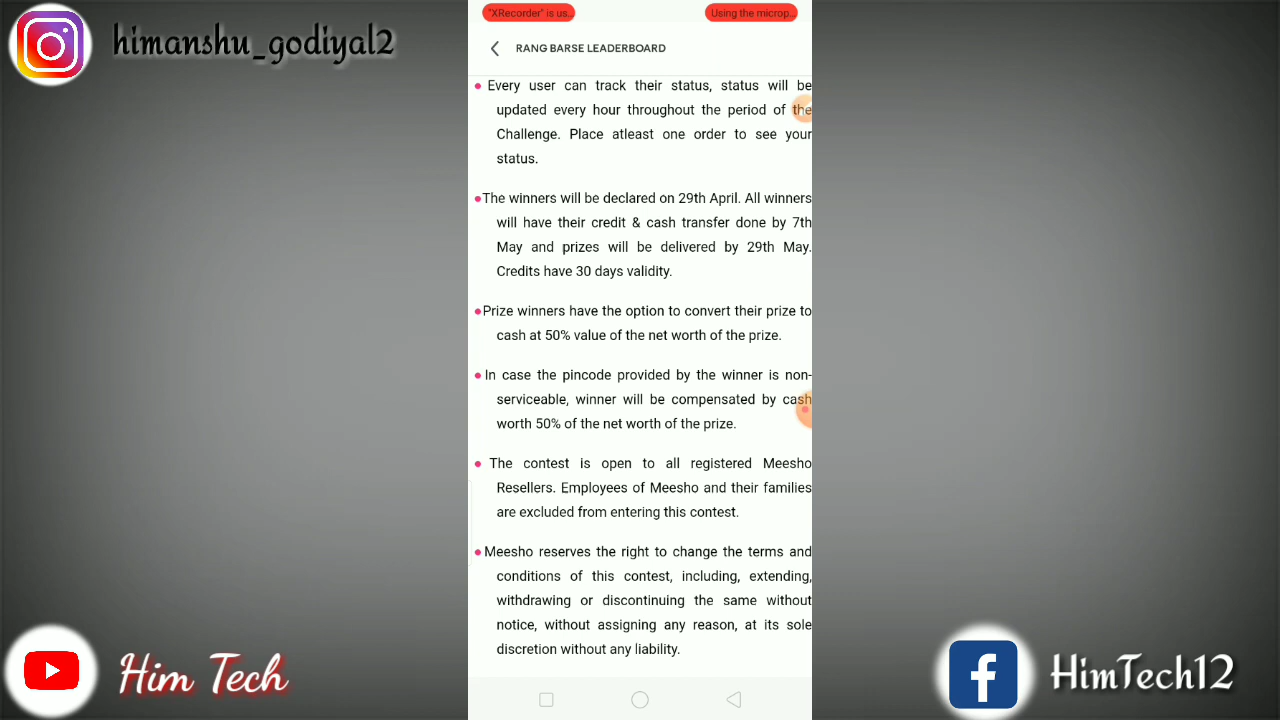 himanshu_godiyal2
"XRecorder" is us...
Using the microp...
RANG BARSE LEADERBOARD
• Every user can track their status, status will be
updated every hour throughout the period of the
Challenge. Place atleast one order to see your
status.
• The winners will be declared on 29th April. All winners
will have their credit & cash transfer done by 7th
May and prizes will be delivered by 29th May.
Credits have 30 days validity.
• Prize winners have the option to convert their prize to
cash at 50% value of the net worth of the prize.
• In case the pincode provided by the winner is non-
serviceable, winner will be compensated by cash
worth 50% of the net worth of the prize.
• The contest is open to all registered Meesho
Resellers. Employees of Meesho and their families
are excluded from entering this contest.
• Meesho reserves the right to change the terms and
conditions of this contest, including, extending,
withdrawing or discontinuing the same without
notice, without assigning any reason, at its sole
discretion without any liability.
Him Tech
HimTech12